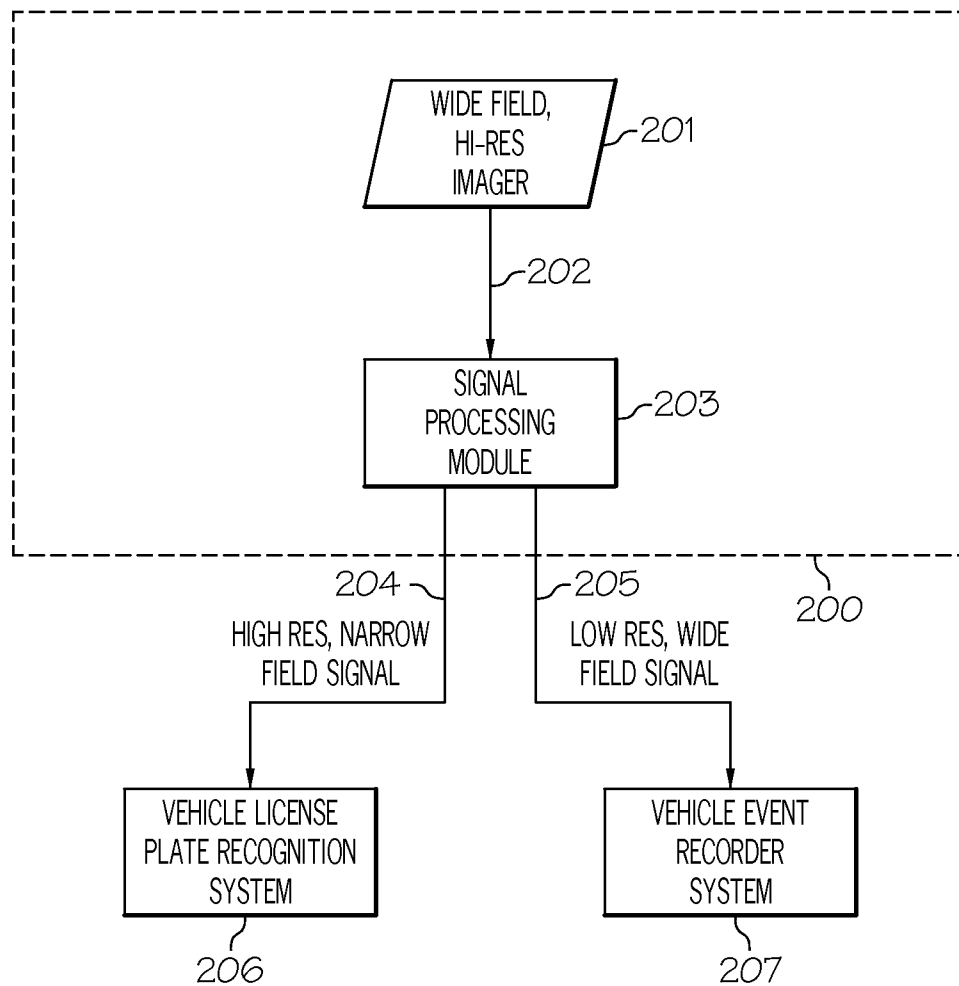 WIDE FIELD,
HI-RES
IMAGER
201
202
SIGNAL
PROCESSING
MODULE
203
204
205
200
HIGH RES, NARROW
FIELD SIGNAL
LOW RES, WIDE
FIELD SIGNAL
VEHICLE LICENSE
PLATE RECOGNITION
SYSTEM
VEHICLE EVENT
RECORDER
SYSTEM
206
207